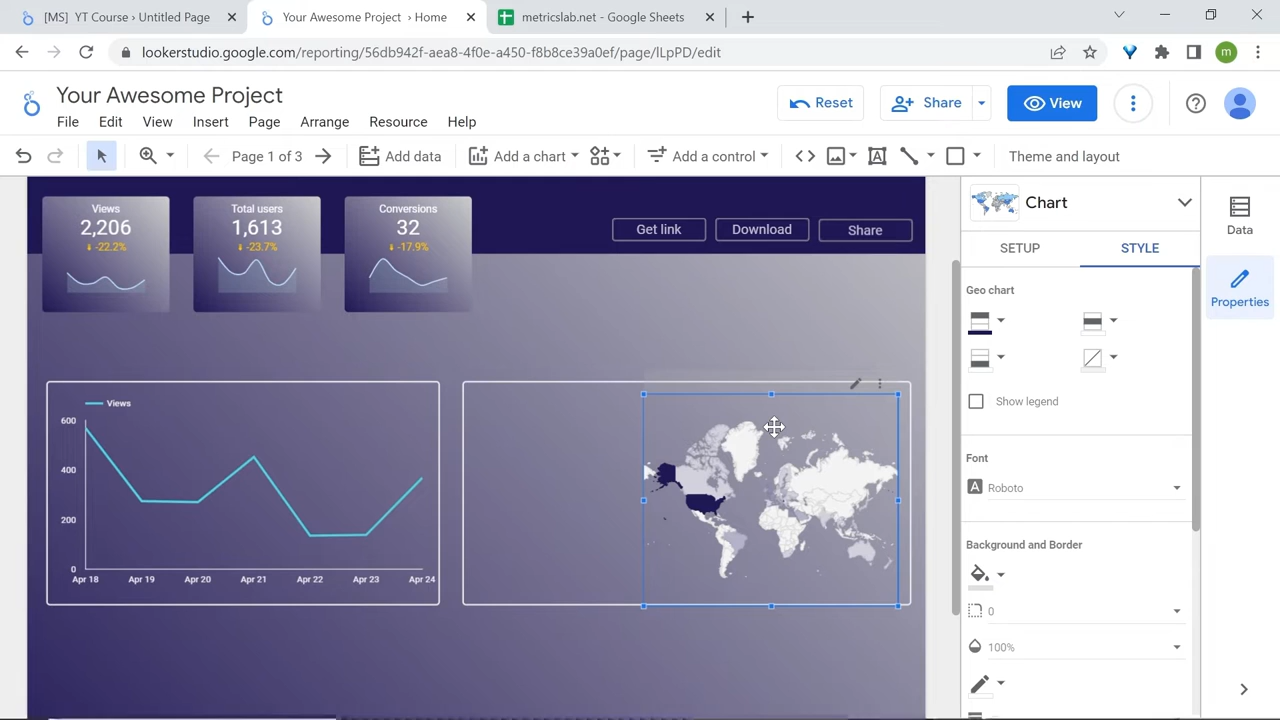 [MS] YT Course › Untitled Page
Your Awesome Project › Home
metricslab.net - Google Sheets
lookerstudio.google.com/reporting/56db942f-aea8-4f0e-a450-f8b8ce39a0ef/page/lLpPD/edit
m
Your Awesome Project
Reset
Share
View
File Edit View Insert Page Arrange Resource Help
Page 1 of 3
Add data
Add a chart
Add a control
Theme and layout
Views
2,206
-22.2%
Total users
1,613
-23.7%
Conversions
32
-17.9%
Get link
Download
Share
Views
600
400
200
0
Apr 18 Apr 19 Apr 20 Apr 21 Apr 22 Apr 23 Apr 24
Chart
SETUP
STYLE
Geo chart
Show legend
Font
A Roboto
Background and Border
0
100%
Data
Properties